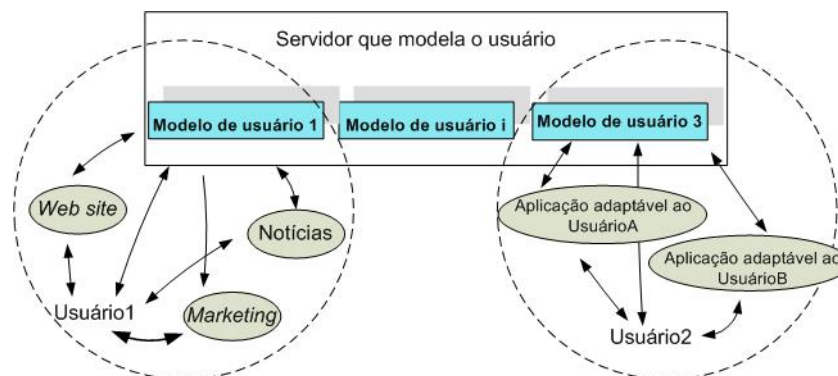 Servidor que modela o usuário
Modelo de usuário 1
Modelo de usuário i
Modelo de usuário 3
Web site
Notícias
Usuário1
Marketing
Aplicação adaptável ao
UsuárioA
Aplicação adaptável ao
UsuárioB
Usuário2